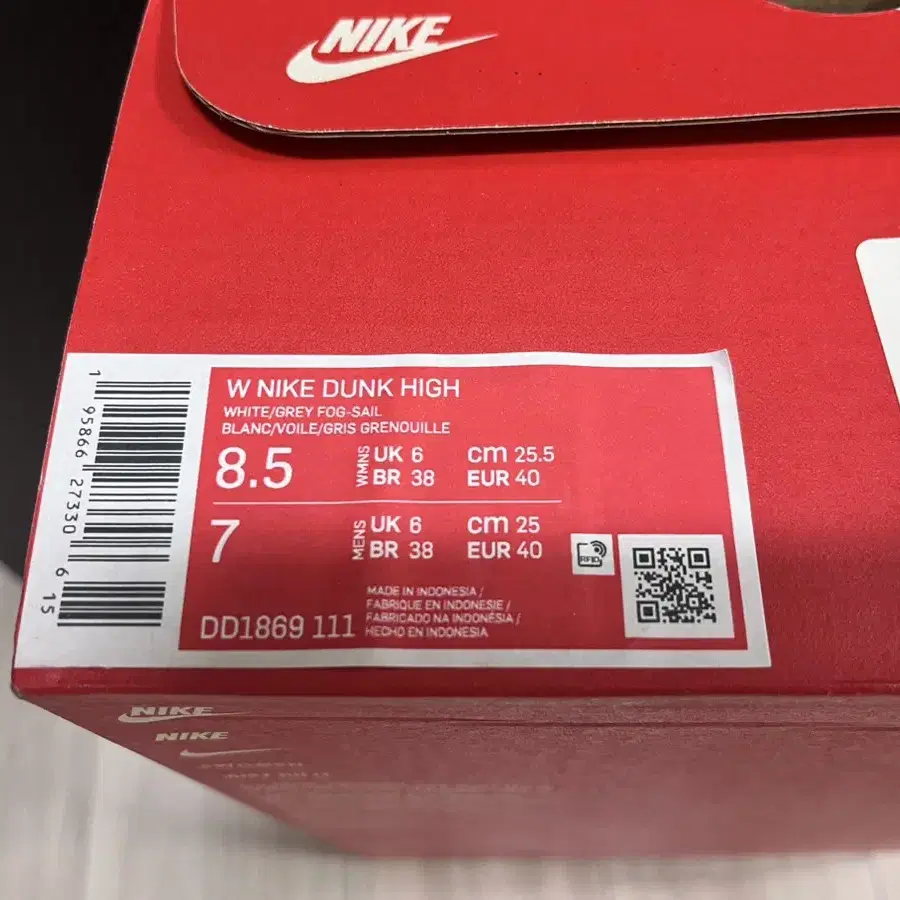 NIKE
W NIKE DUNK HIGH
WHITE/GREY FOG-SAIL
BLANC/VOILE/GRIS GRENOUILLE
8.5 WMNS UK 6 cm 25.5
BR 38 EUR 40
7 MENS UK 6 cm 25
BR 38 EUR 40
RFID
MADE IN INDONESIA /
FABRIQUE EN INDONESIE /
FABRICADO NA INDONÉSIA /
HECHO EN INDONESIA
DD1869 111
1 95866 27330 6 15
NIKE
NIKE